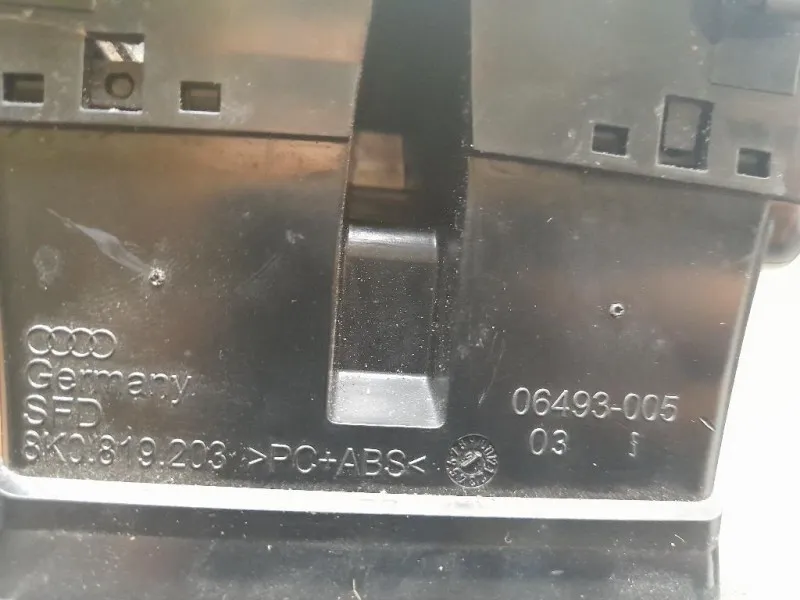 Germany
SFD
8K0.819.203 >PC+ABS<
06493-005
03